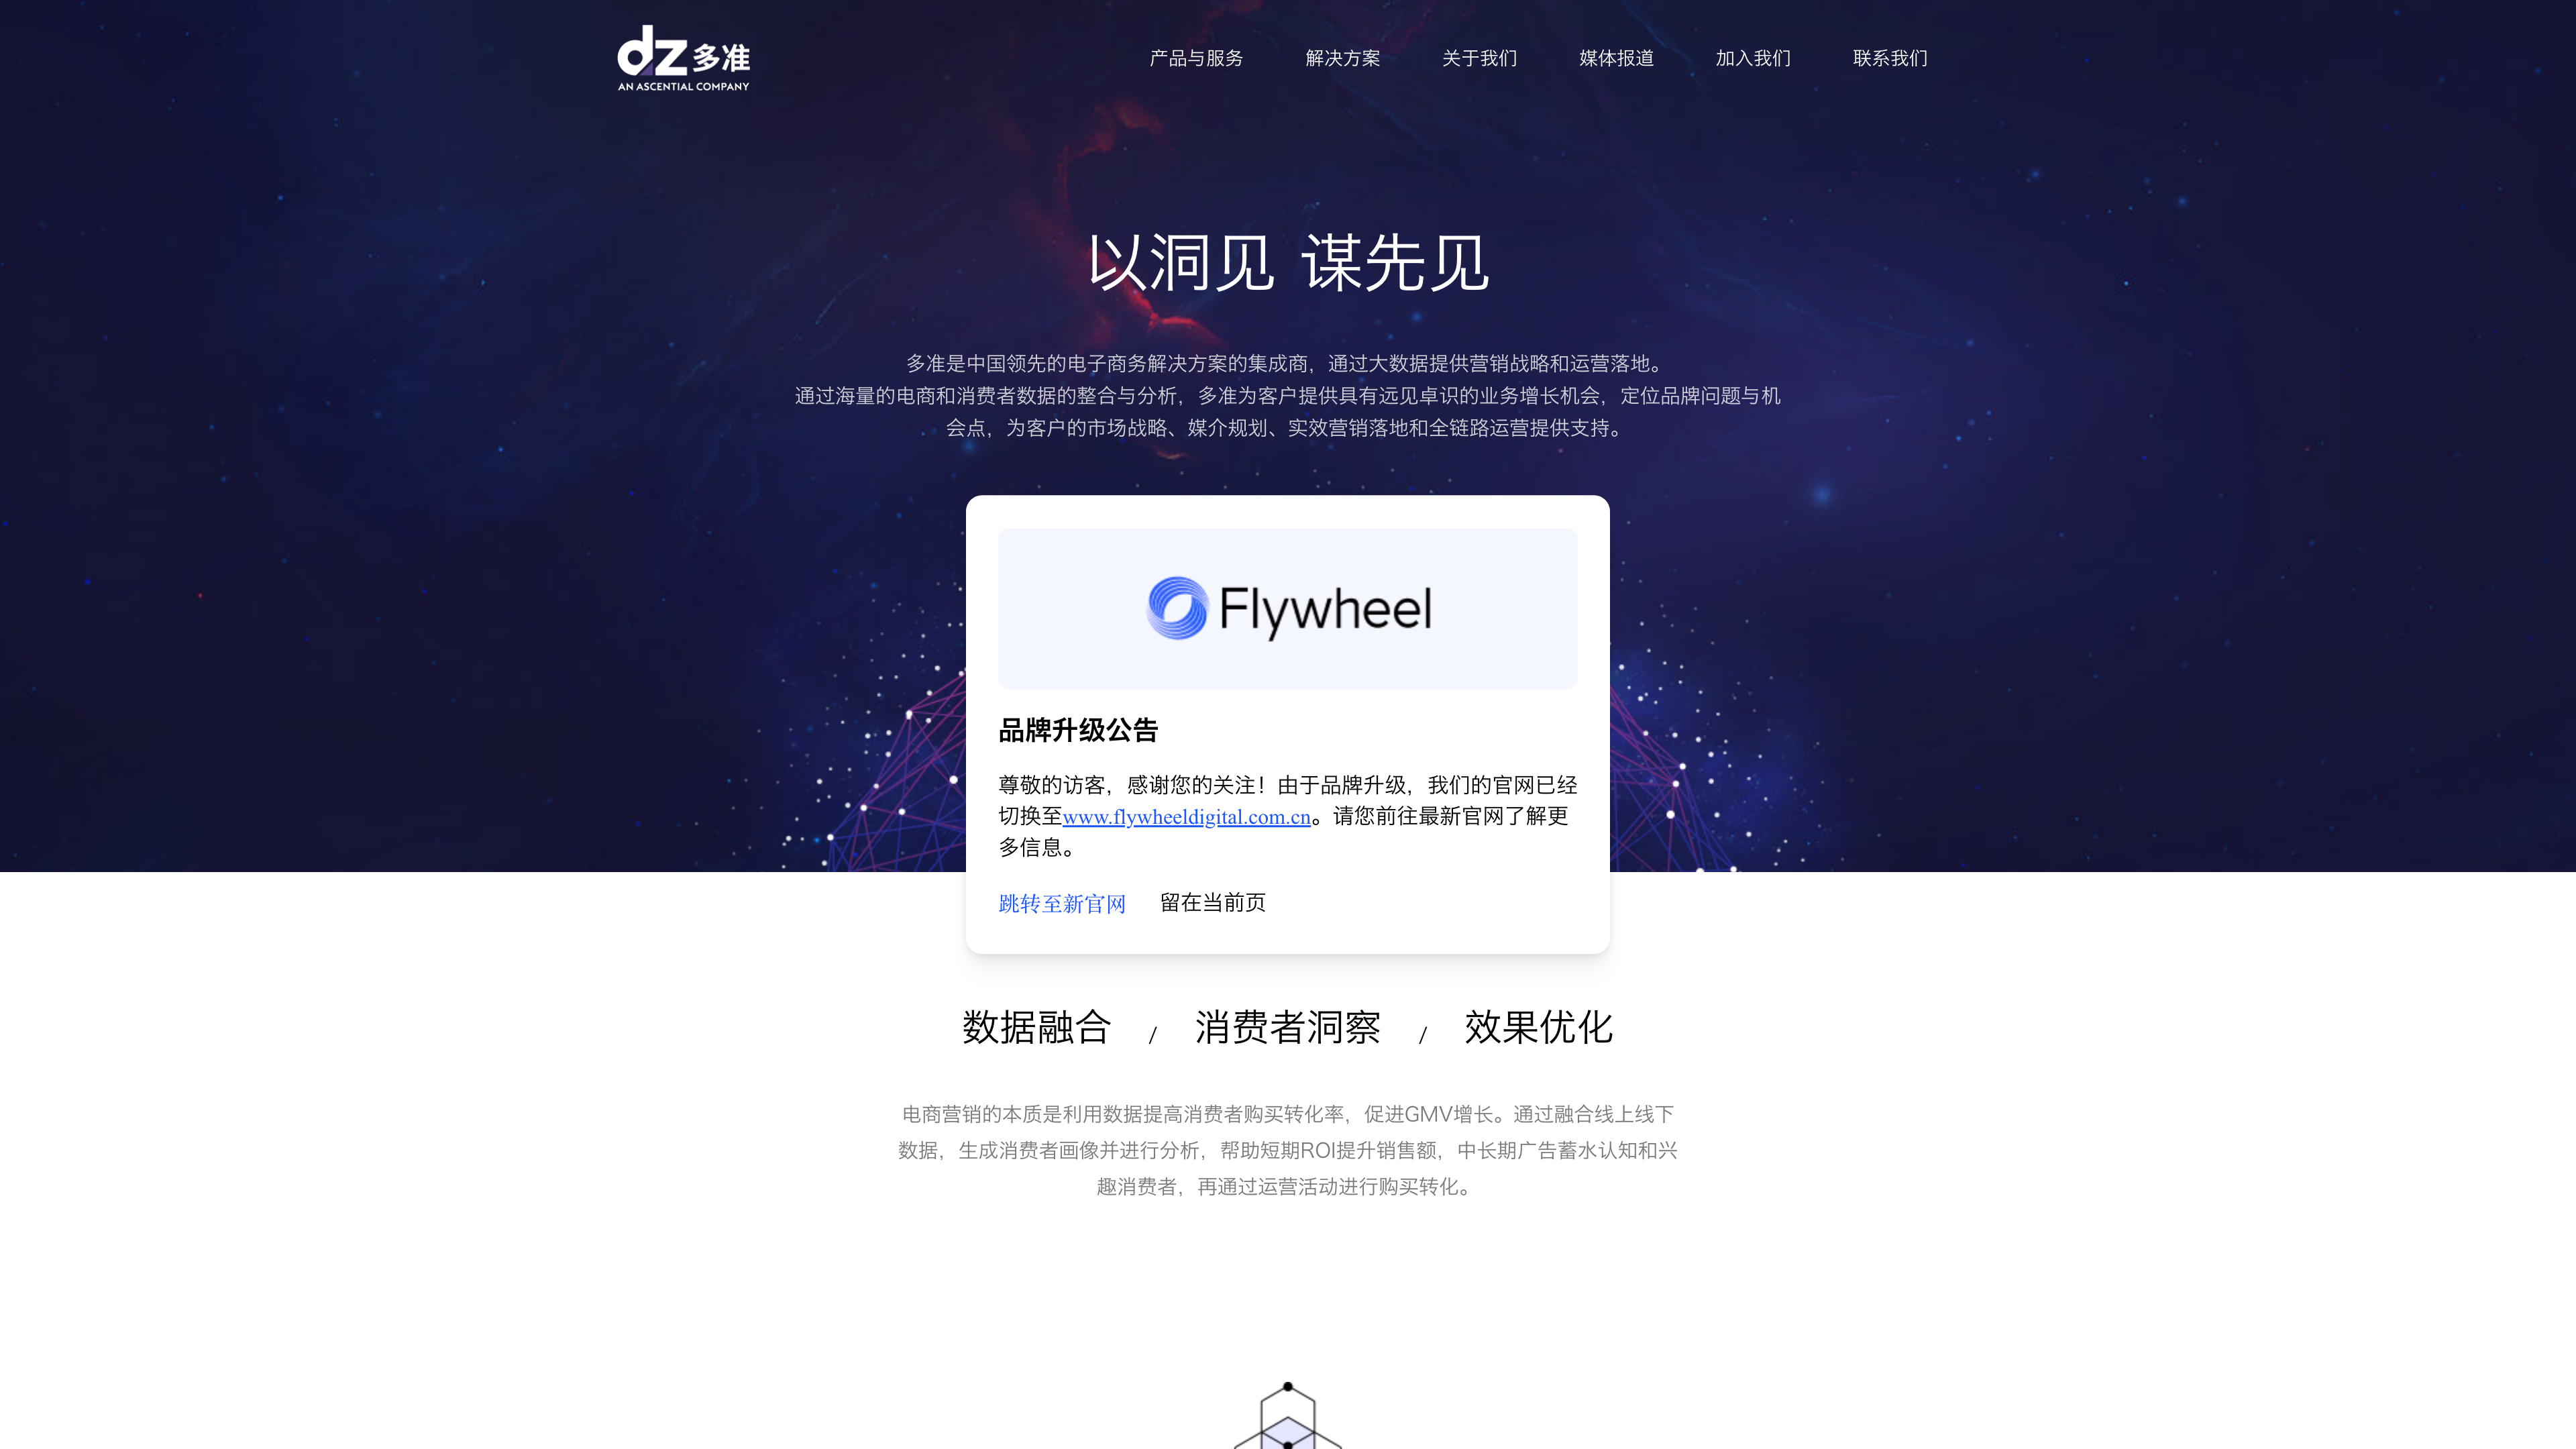 dz多准
AN ASCENTIAL COMPANY
产品与服务
解决方案
关于我们
媒体报道
加入我们
联系我们
以洞见 谋先见
多准是中国领先的电子商务解决方案的集成商，通过大数据提供营销战略和运营落地。
通过海量的电商和消费者数据的整合与分析，多准为客户提供具有远见卓识的业务增长机会，定位品牌问题与机
会点，为客户的市场战略、媒介规划、实效营销落地和全链路运营提供支持。
Flywheel
品牌升级公告
尊敬的访客，感谢您的关注！由于品牌升级，我们的官网已经
切换至www.flywheeldigital.com.cn。请您前往最新官网了解更
多信息。
跳转至新官网
留在当前页
数据融合 / 消费者洞察 / 效果优化
电商营销的本质是利用数据提高消费者购买转化率，促进GMV增长。通过融合线上线下
数据，生成消费者画像并进行分析，帮助短期ROI提升销售额，中长期广告蓄水认知和兴
趣消费者，再通过运营活动进行购买转化。